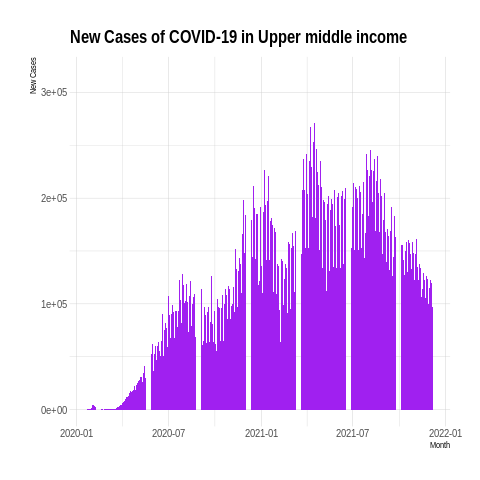 New Cases of COVID-19 in Upper middle income
New Cases
3e+05
2e+05
1e+05
0e+00
2020-01 2020-07 2021-01 2021-07 2022-01
Month